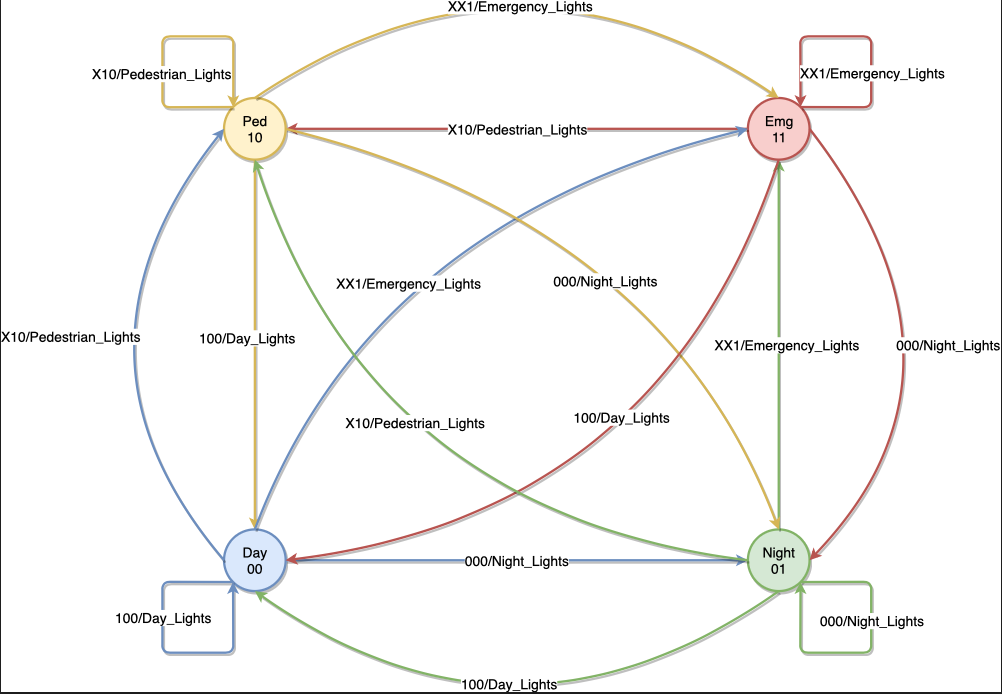 XX1/Emergency_Lights
X10/Pedestrian_Lights
XX1/Emergency_Lights
Ped
10
X10/Pedestrian_Lights
Emg
11
XX1/Emergency_Lights
000/Night_Lights
X10/Pedestrian_Lights
100/Day_Lights
XX1/Emergency_Lights
000/Night_Lights
X10/Pedestrian_Lights
100/Day_Lights
Day
00
000/Night_Lights
Night
01
100/Day_Lights
000/Night_Lights
100/Day_Lights